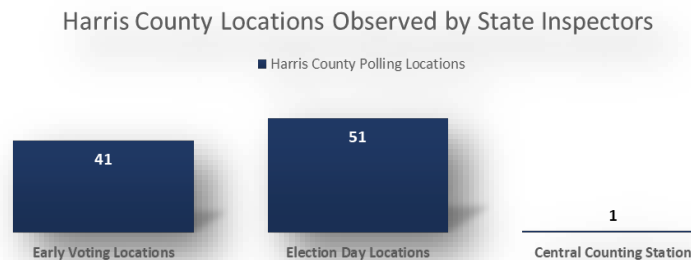 Harris County Locations Observed by State Inspectors
Harris County Polling Locations
41
51
1
Early Voting Locations
Election Day Locations
Central Counting Station